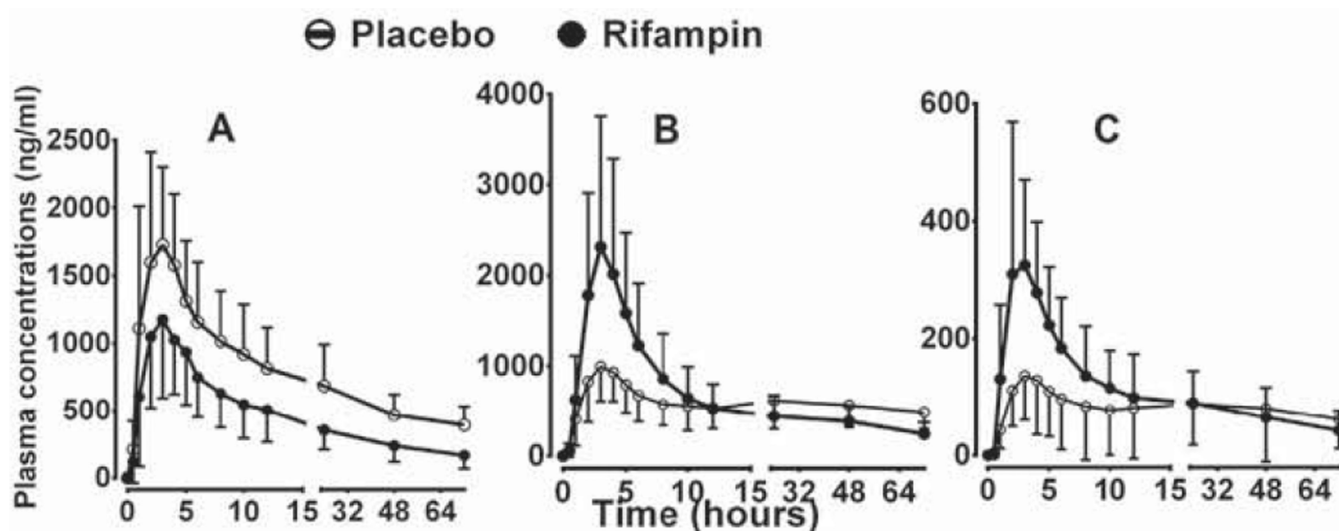 Placebo Rifampin
Plasma concentrations (ng/ml)
A
2500
2000
1500
1000
500
0
0 5 10 15 32 48 64
B
4000
3000
2000
1000
0
0 5 10 15 32 48 64
C
600
400
200
0
0 5 10 15 32 48 64
Time (hours)